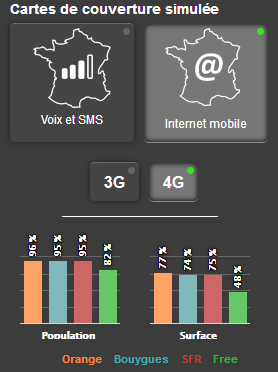 Cartes de couverture simulée
@
Voix et SMS
Internet mobile
3G
4G
96 %
95 %
95 %
82 %
77 %
74 %
75 %
48 %
Population
Surface
Orange Bouygues SFR Free